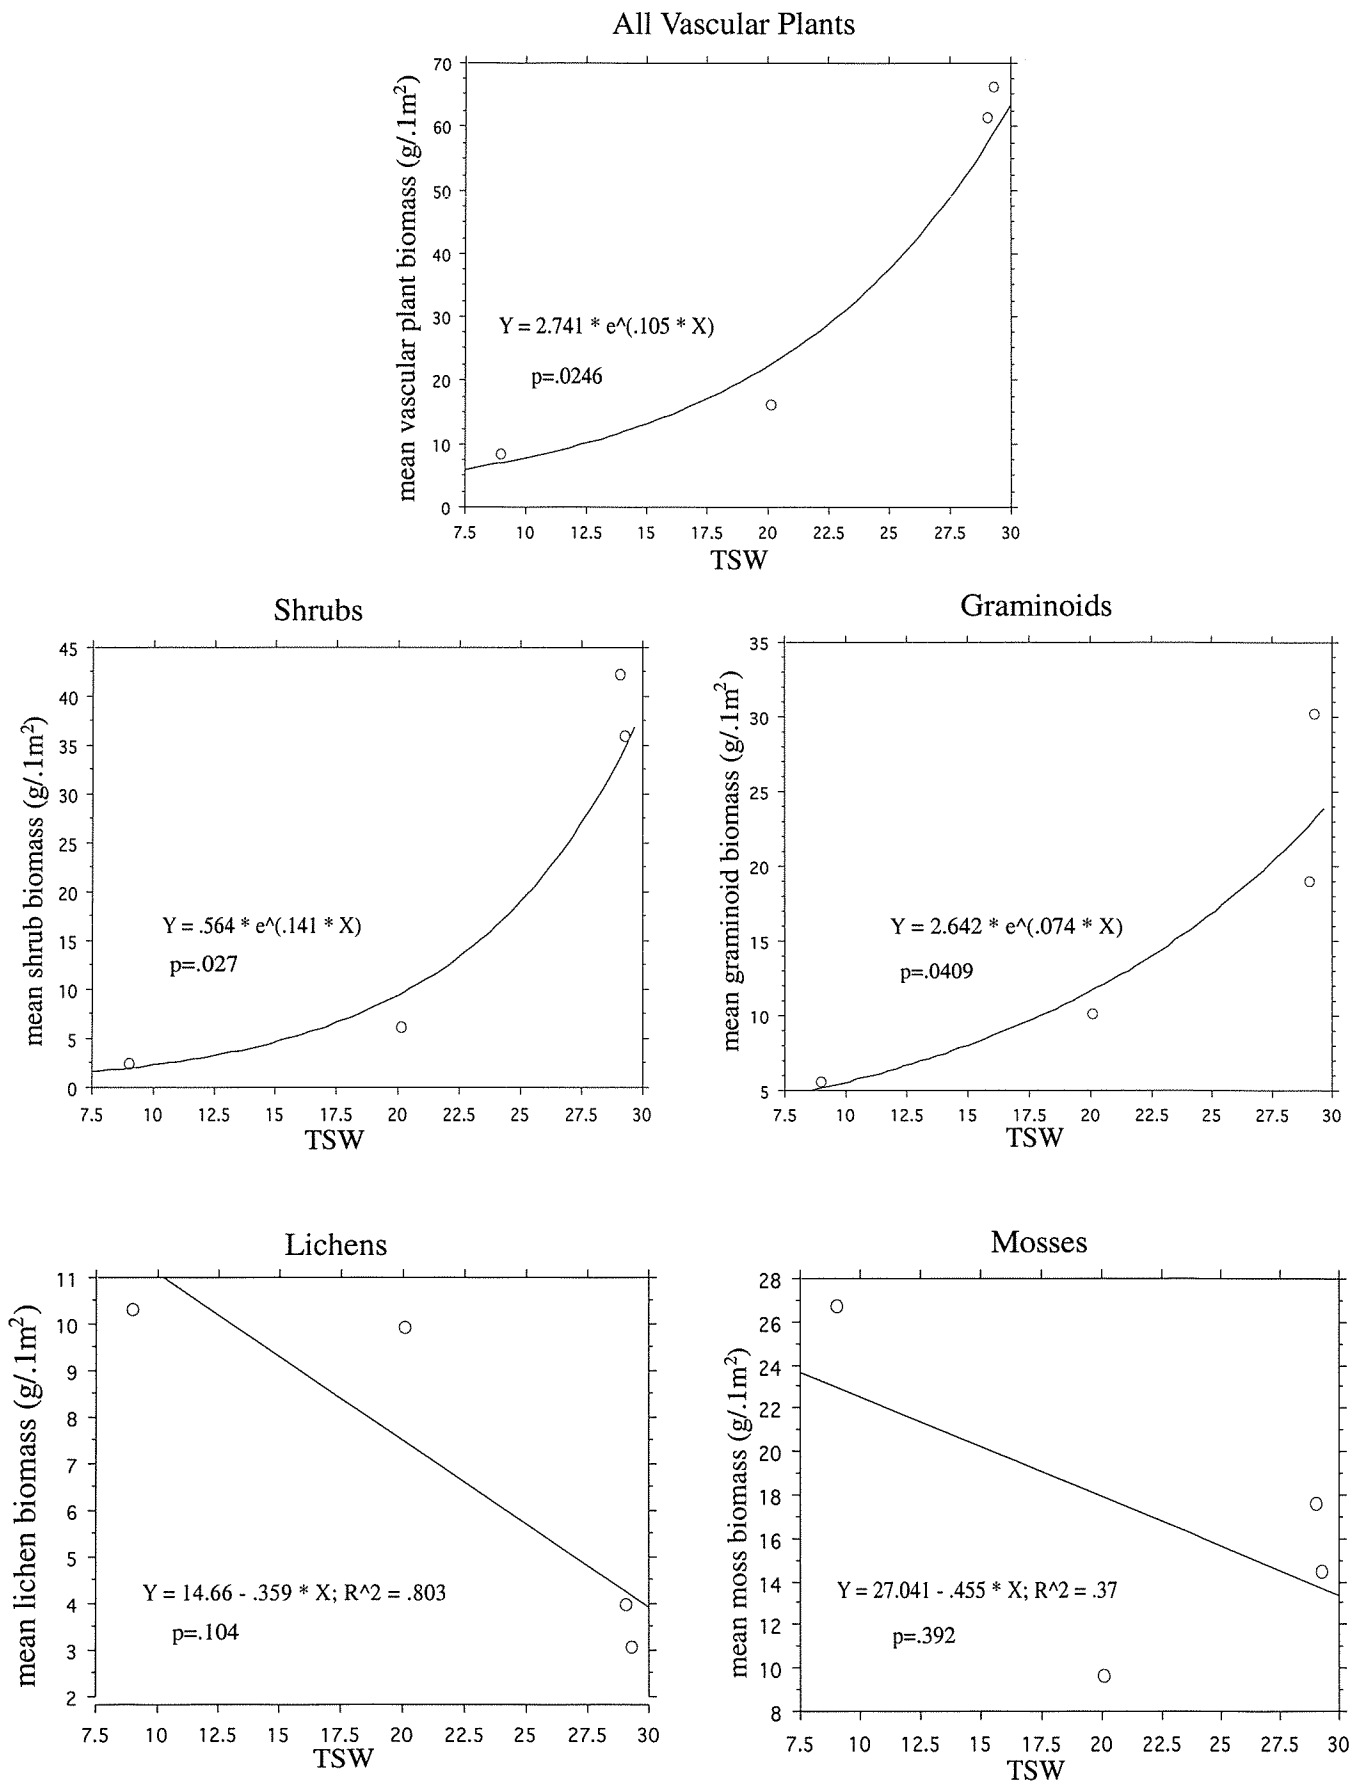 All Vascular Plants
mean vascular plant biomass (g/.1m²)
70
60
50
40
30
20
10
0
Y = 2.741 * e^(.105 * X)
p=.0246
7.5 10 12.5 15 17.5 20 22.5 25 27.5 30
TSW
Shrubs
mean shrub biomass (g/.1m²)
45
40
35
30
25
20
15
10
5
0
Y = .564 * e^(.141 * X)
p=.027
7.5 10 12.5 15 17.5 20 22.5 25 27.5 30
TSW
Graminoids
mean graminoid biomass (g/.1m²)
35
30
25
20
15
10
5
Y = 2.642 * e^(.074 * X)
p=.0409
7.5 10 12.5 15 17.5 20 22.5 25 27.5 30
TSW
Lichens
mean lichen biomass (g/.1m²)
11
10
9
8
7
6
5
4
3
2
Y = 14.66 - .359 * X; R^2 = .803
p=.104
7.5 10 12.5 15 17.5 20 22.5 25 27.5 30
TSW
Mosses
mean moss biomass (g/.1m²)
28
26
24
22
20
18
16
14
12
10
8
Y = 27.041 - .455 * X; R^2 = .37
p=.392
7.5 10 12.5 15 17.5 20 22.5 25 27.5 30
TSW